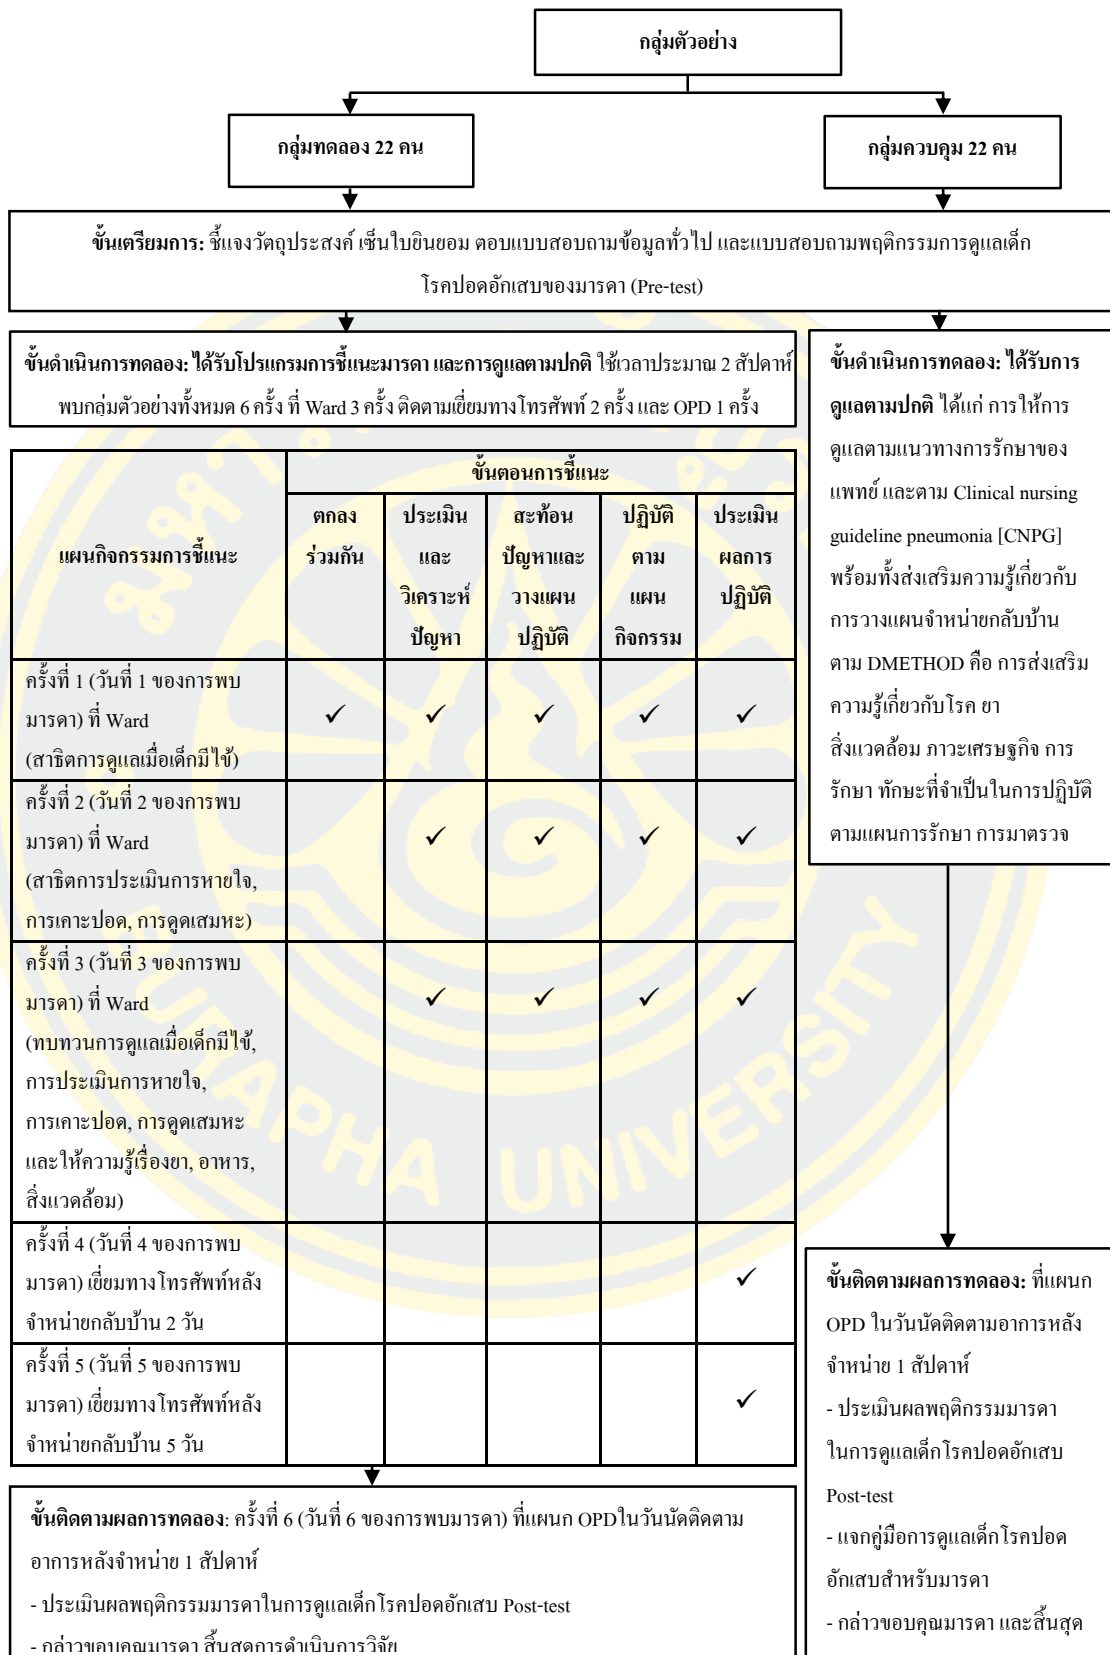 กลุ่มตัวอย่าง
กลุ่มทดลอง 22 คน
กลุ่มควบคุม 22 คน
ขั้นเตรียมการ: ชี้แจงวัตถุประสงค์ เซ็นใบยินยอม ตอบแบบสอบถามข้อมูลทั่วไป และแบบสอบถามพฤติกรรมการดูแลเด็ก
โรคปอดอักเสบของมารดา (Pre-test)
ขั้นดำเนินการทดลอง: ได้รับโปรแกรมการชี้แนะมารดา และการดูแลตามปกติ ใช้เวลาประมาณ 2 สัปดาห์
พบกลุ่มตัวอย่างทั้งหมด 6 ครั้ง ที่ Ward 3 ครั้ง ติดตามเยี่ยมทางโทรศัพท์ 2 ครั้ง และ OPD 1 ครั้ง
แผนกิจกรรมการชี้แนะ
ขั้นตอนการชี้แนะ
ตกลง
ร่วมกัน
ประเมิน
และ
วิเคราะห์
ปัญหา
สะท้อน
ปัญหาและ
วางแผน
ปฏิบัติ
ปฏิบัติ
ตาม
แผน
กิจกรรม
ประเมิน
ผลการ
ปฏิบัติ
ครั้งที่ 1 (วันที่ 1 ของการพบ
มารดา) ที่ Ward
(สาธิตการดูแลเมื่อเด็กมีไข้)
✓ ✓ ✓ ✓ ✓
ครั้งที่ 2 (วันที่ 2 ของการพบ
มารดา) ที่ Ward
(สาธิตการประเมินการหายใจ,
การเคาะปอด, การดูดเสมหะ)
✓ ✓ ✓ ✓
ครั้งที่ 3 (วันที่ 3 ของการพบ
มารดา) ที่ Ward
(ทบทวนการดูแลเมื่อเด็กมีไข้,
การประเมินการหายใจ,
การเคาะปอด, การดูดเสมหะ
และให้ความรู้เรื่องยา, อาหาร,
สิ่งแวดล้อม)
✓ ✓ ✓ ✓
ครั้งที่ 4 (วันที่ 4 ของการพบ
มารดา) เยี่ยมทางโทรศัพท์หลัง
จำหน่ายกลับบ้าน 2 วัน
✓
ครั้งที่ 5 (วันที่ 5 ของการพบ
มารดา) เยี่ยมทางโทรศัพท์หลัง
จำหน่ายกลับบ้าน 5 วัน
✓
ขั้นติดตามผลการทดลอง: ครั้งที่ 6 (วันที่ 6 ของการพบมารดา) ที่แผนก OPDในวันนัดติดตาม
อาการหลังจำหน่าย 1 สัปดาห์
- ประเมินผลพฤติกรรมมารดาในการดูแลเด็กโรคปอดอักเสบ Post-test
- กล่าวขอบคุณมารดา สิ้นสุดการดำเนินการวิจัย
ขั้นดำเนินการทดลอง: ได้รับการ
ดูแลตามปกติ ได้แก่ การให้การ
ดูแลตามแนวทางการรักษาของ
แพทย์ และตาม Clinical nursing
guideline pneumonia [CNPG]
พร้อมทั้งส่งเสริมความรู้เกี่ยวกับ
การวางแผนจำหน่ายกลับบ้าน
ตาม DMETHOD คือ การส่งเสริม
ความรู้เกี่ยวกับโรค ยา
สิ่งแวดล้อม ภาวะเศรษฐกิจ การ
รักษา ทักษะที่จำเป็นในการปฏิบัติ
ตามแผนการรักษา การมาตรวจ
ขั้นติดตามผลการทดลอง: ที่แผนก
OPD ในวันนัดติดตามอาการหลัง
จำหน่าย 1 สัปดาห์
- ประเมินผลพฤติกรรมมารดา
ในการดูแลเด็กโรคปอดอักเสบ
Post-test
- แจกคู่มือการดูแลเด็กโรคปอด
อักเสบสำหรับมารดา
- กล่าวขอบคุณมารดา และสิ้นสุด
BURAPHA UNIVERSITY